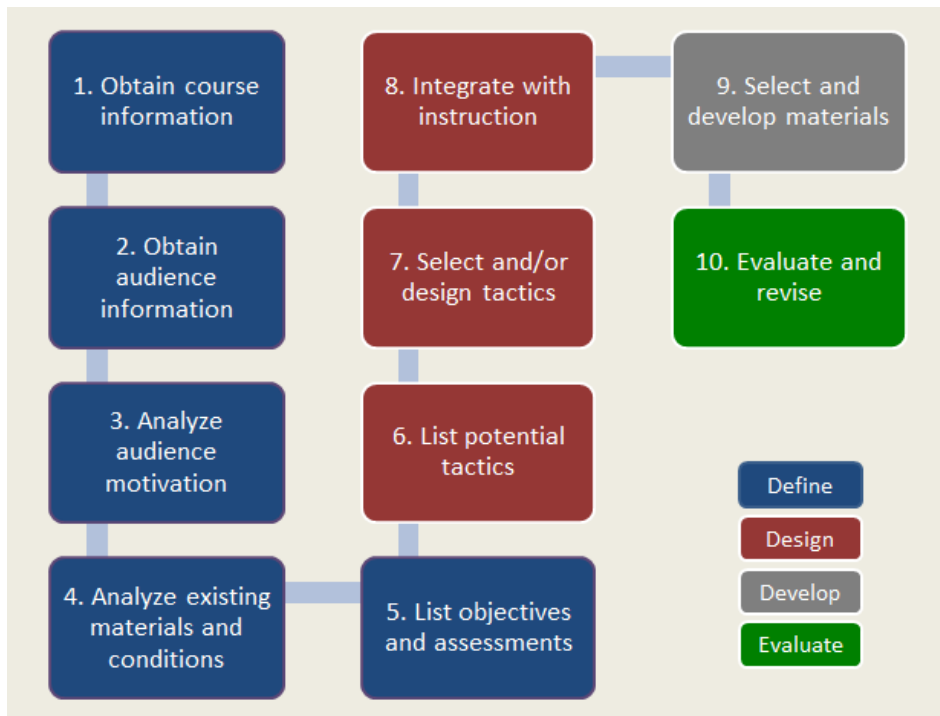 1. Obtain course
information
2. Obtain
audience
information
3. Analyze
audience
motivation
4. Analyze existing
materials and
conditions
5. List objectives
and assessments
6. List potential
tactics
7. Select and/or
design tactics
8. Integrate with
instruction
9. Select and
develop materials
10. Evaluate and
revise
Define
Design
Develop
Evaluate